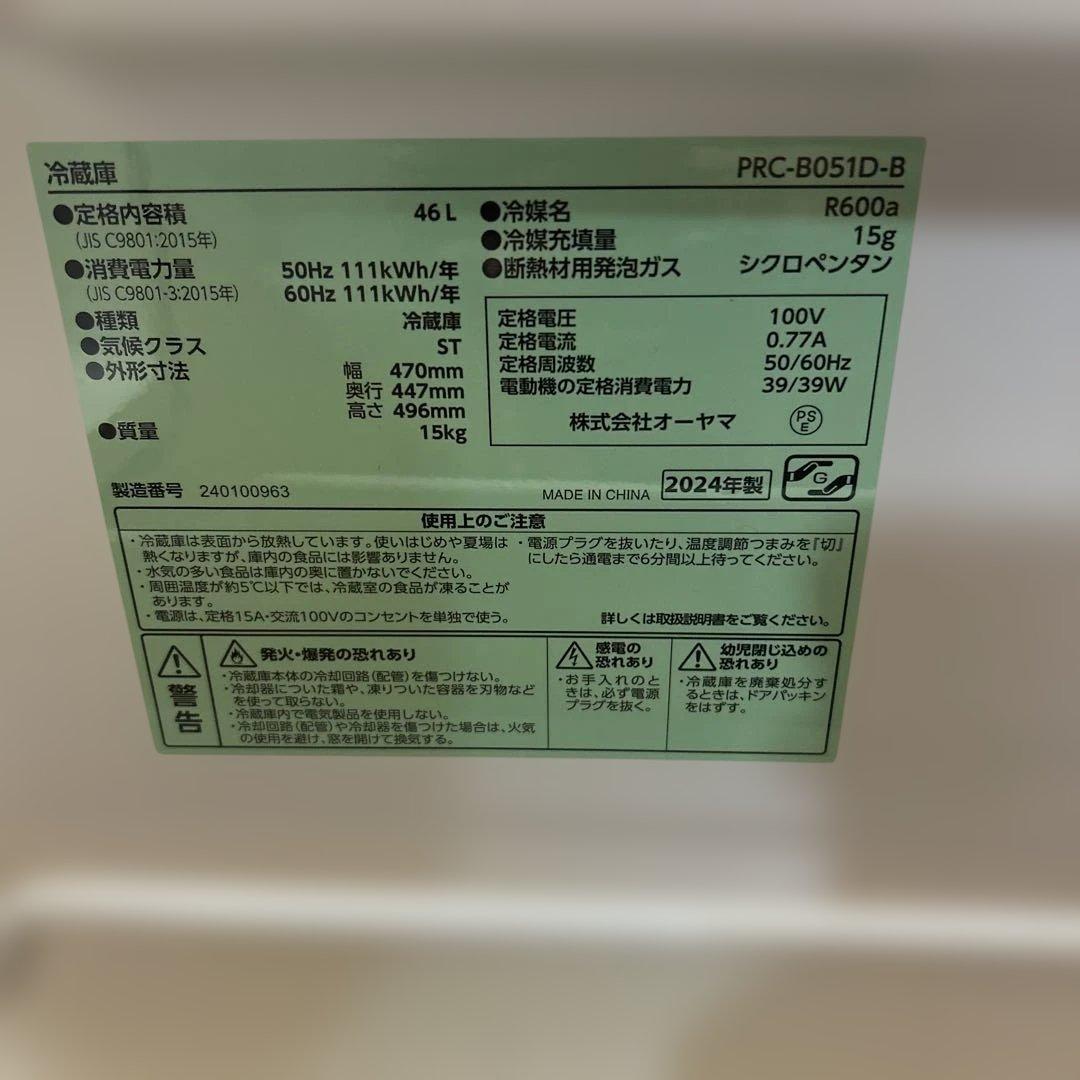 冷蔵庫 PRC-B051D-B
●定格内容積 46L
(JIS C9801:2015年)
●消費電力量 50Hz 111kWh/年
(JIS C9801-3:2015年) 60Hz 111kWh/年
●種類 冷蔵庫
●気候クラス ST
●外形寸法 幅 470mm
奥行 447mm
高さ 496mm
●質量 15kg
●冷媒名 R600a
●冷媒充填量 15g
●断熱材用発泡ガス シクロペンタン
定格電圧 100V
定格電流 0.77A
定格周波数 50/60Hz
電動機の定格消費電力 39/39W
株式会社オーヤマ PSE
製造番号 240100963
MADE IN CHINA 2024年製 G
使用上のご注意
・冷蔵庫は表面から放熱しています。使いはじめや夏場は
熱くなりますが、庫内の食品には影響ありません。
・水気の多い食品は庫内の奥に置かないでください。
・周囲温度が約5℃以下では、冷蔵室の食品が凍ることが
あります。
・電源は、定格15A・交流100Vのコンセントを単独で使う。
・電源プラグを抜いたり、温度調節つまみを『切』
にしたら通電まで6分間以上待ってください。
詳しくは取扱説明書をご覧ください。
警告
発火・爆発の恐れあり
・冷蔵庫本体の冷却回路(配管)を傷つけない。
・冷却器についた霜や、凍りついた容器を刃物など
を使って取らない。
・冷蔵庫内で電気製品を使用しない。
・冷却回路(配管)や冷却器を傷つけた場合は、火気
の使用を避け、窓を開けて換気する。
感電の
恐れあり
・お手入れのと
きは、必ず電源
プラグを抜く。
幼児閉じ込めの
恐れあり
・冷蔵庫を廃棄処分す
るときは、ドアパッキン
をはずす。